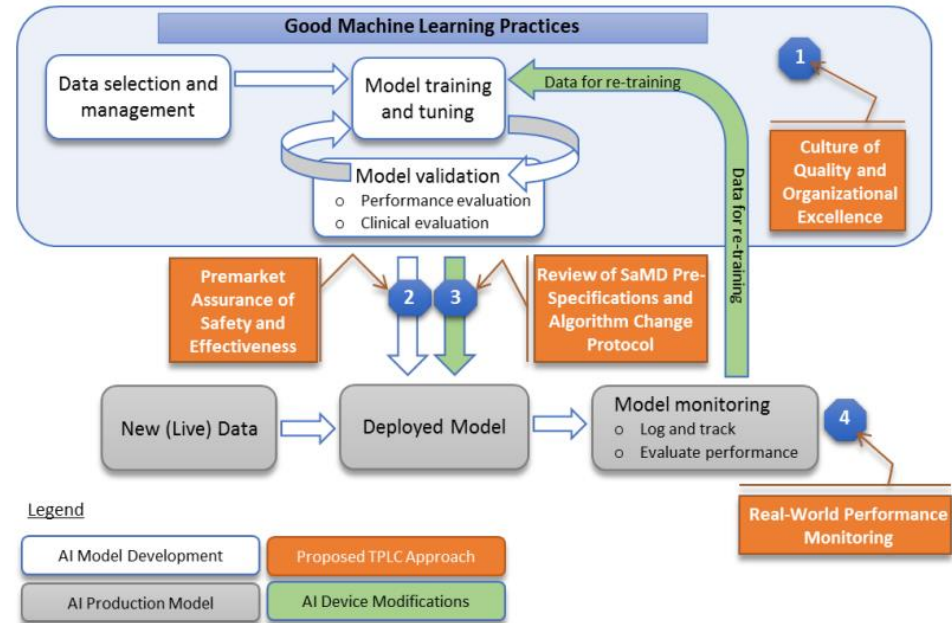 Good Machine Learning Practices
Data selection and
management
Model training
and tuning
Data for re-training
1
Culture of
Quality and
Organizational
Excellence
Model validation
o Performance evaluation
o Clinical evaluation
Data for re-training
Premarket
Assurance of
Safety and
Effectiveness
2
3
Review of SaMD Pre-
Specifications and
Algorithm Change
Protocol
New (Live) Data
Deployed Model
Model monitoring
o Log and track
o Evaluate performance
4
Real-World Performance
Monitoring
Legend
AI Model Development
Proposed TPLC Approach
AI Production Model
AI Device Modifications